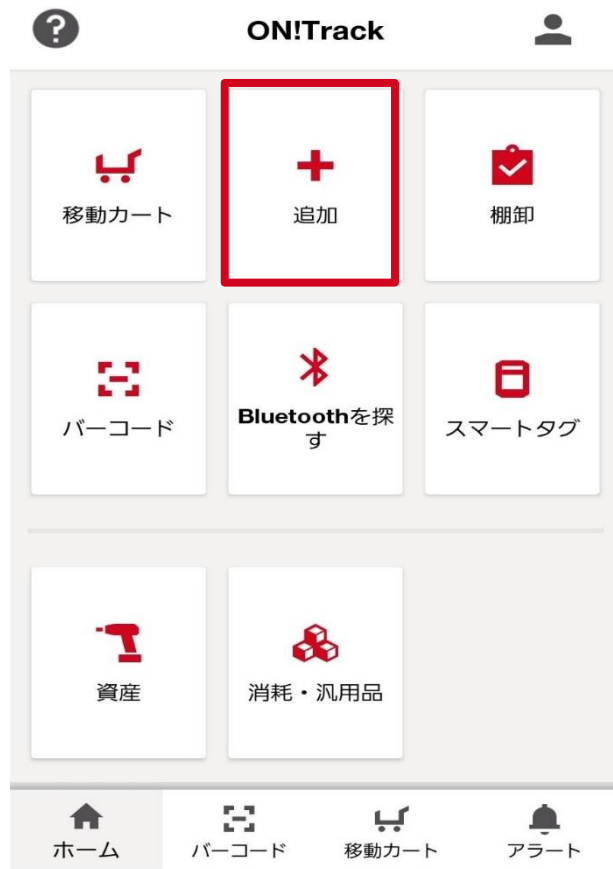 ON!Track
移動カート
追加
棚卸
バーコード
Bluetoothを探
す
スマートタグ
資産
消耗・汎用品
ホーム
バーコード
移動カート
アラート